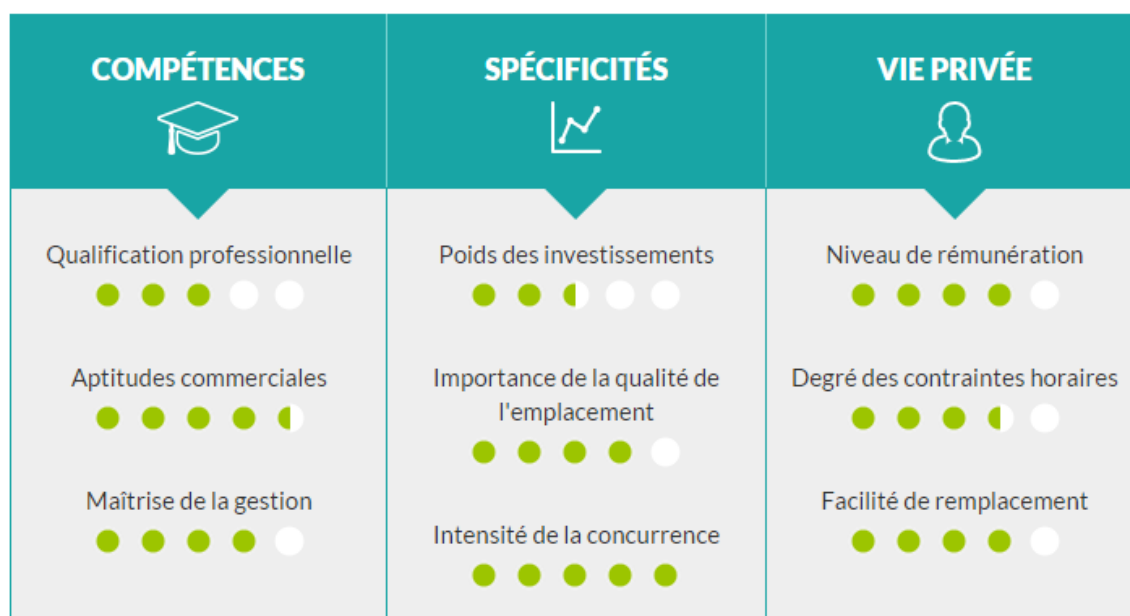 COMPÉTENCES
Qualification professionnelle
Aptitudes commerciales
Maîtrise de la gestion
SPÉCIFICITÉS
Poids des investissements
Importance de la qualité de
l'emplacement
Intensité de la concurrence
VIE PRIVÉE
Niveau de rémunération
Degré des contraintes horaires
Facilité de remplacement